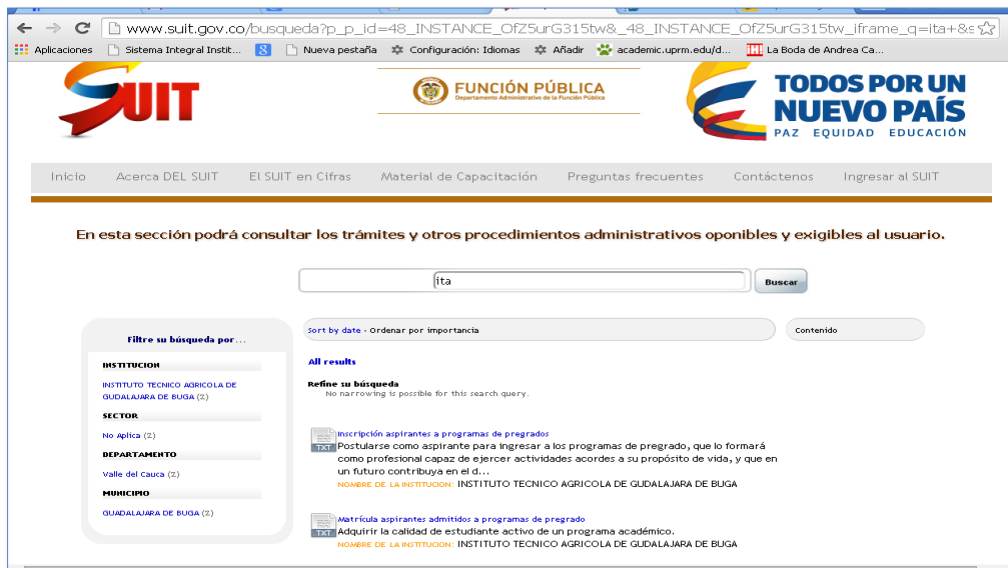 www.suit.gov.co/busqueda?p_p_id=48_INSTANCE_OfZ5urG315tw&_48_INSTANCE_OfZ5urG315tw_iframe_q=ita+&s
Aplicaciones Sistema Integral Instit... Nueva pestaña Configuración: Idiomas Añadir academic.uprm.edu/d... La Boda de Andrea Ca...
SUIT
FUNCIÓN PÚBLICA
Departamento Administrativo de la Función Pública
TODOS POR UN
NUEVO PAÍS
PAZ EQUIDAD EDUCACIÓN
Inicio Acerca DEL SUIT El SUIT en Cifras Material de Capacitación Preguntas frecuentes Contáctenos Ingresar al SUIT
En esta sección podrá consultar los trámites y otros procedimientos administrativos oponibles y exigibles al usuario.
ita Buscar
Filtre su búsqueda por...
INSTITUCION
INSTITUTO TECNICO AGRICOLA DE
GUDALAJARA DE BUGA (2)
SECTOR
No Aplica (2)
DEPARTAMENTO
Valle del Cauca (2)
MUNICIPIO
GUADALAJARA DE BUGA (2)
Sort by date - Ordenar por importancia
Contenido
All results
Refine su búsqueda
No narrowing is possible for this search query.
TXT
Inscripción aspirantes a programas de pregrados
Postularse como aspirante para ingresar a los programas de pregrado, que lo formará
como profesional capaz de ejercer actividades acordes a su propósito de vida, y que en
un futuro contribuya en el d...
NOMBRE DE LA INSTITUCION: INSTITUTO TECNICO AGRICOLA DE GUDALAJARA DE BUGA
TXT
Matrícula aspirantes admitidos a programas de pregrado
Adquirir la calidad de estudiante activo de un programa académico.
NOMBRE DE LA INSTITUCION: INSTITUTO TECNICO AGRICOLA DE GUDALAJARA DE BUGA